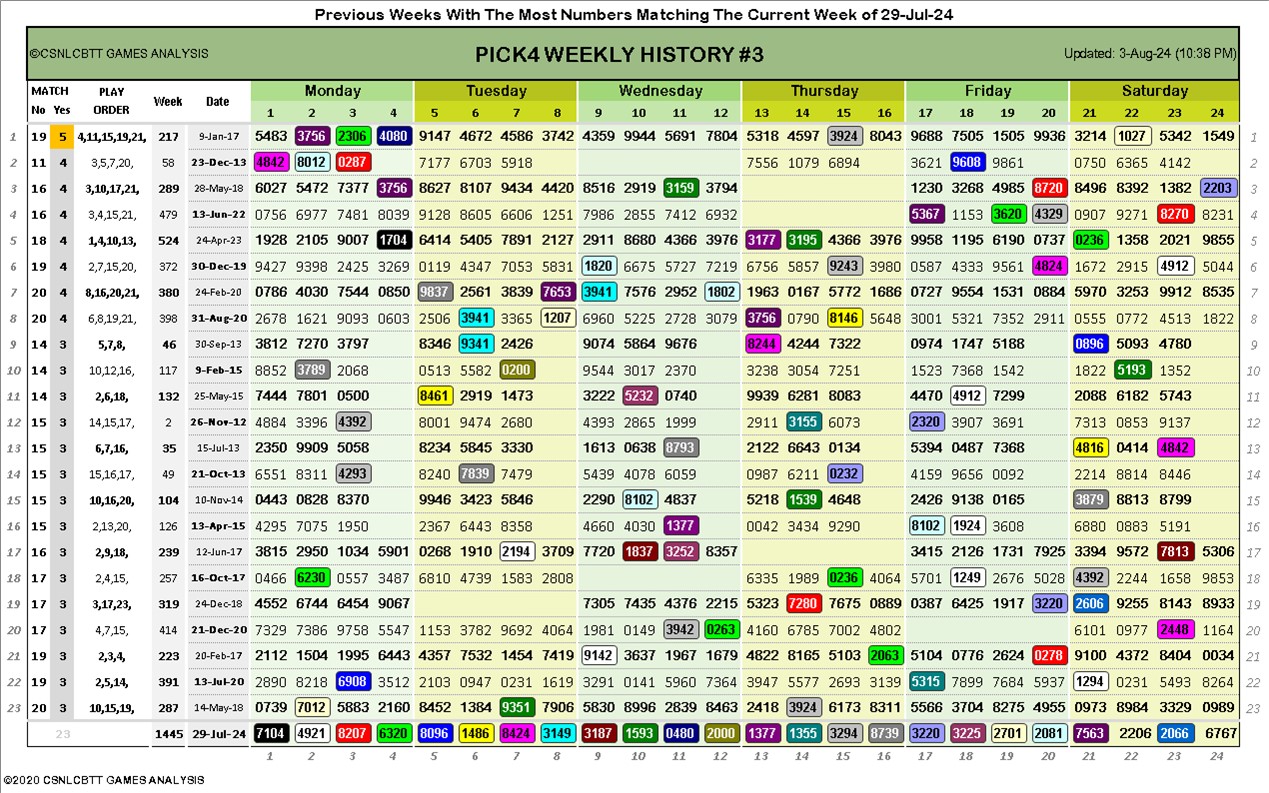 Previous Weeks With The Most Numbers Matching The Current Week of 29-Jul-24
©CSNLCBTT GAMES ANALYSIS PICK4 WEEKLY HISTORY #3 Updated: 3-Aug-24 (10:38 PM)
MATCH PLAY Week Date Monday Tuesday Wednesday Thursday Friday Saturday
No Yes ORDER 1 2 3 4 5 6 7 8 9 10 11 12 13 14 15 16 17 18 19 20 21 22 23 24
1 19 5 4,11,15,19,21, 217 9-Jan-17 5483 3756 2306 4080 9147 4672 4586 3742 4359 9944 5691 7804 5318 4597 3924 8043 9688 7505 1505 9636 3214 1027 5342 1549 1
2 11 4 3,5,7,20, 58 23-Dec-13 4842 8012 0287 7177 6703 5918 7556 1079 6894 3621 9608 9861 0750 6365 4142 2
3 16 4 3,10,17,21, 289 28-May-18 6027 5472 7377 3756 8627 8107 9434 4420 8516 2919 3159 3794 1230 3268 4985 8720 8496 8392 1382 2203 3
4 16 4 3,4,15,21, 479 13-Jun-22 0756 6977 7481 8039 9128 8605 6606 1251 7986 2855 7412 6932 5367 1153 3620 4329 0907 9271 8270 8231 4
5 18 4 1,4,10,13, 524 24-Apr-23 1928 2105 9007 1704 6414 5405 7891 2127 2911 8680 4366 3976 3177 3195 4366 3976 9958 1195 6190 0737 0236 1358 2021 9855 5
6 19 4 2,7,15,20, 372 30-Dec-19 9427 9398 2425 3269 0119 4347 7053 5831 1820 6675 5727 7219 6756 5857 9243 3980 0587 4333 9561 4824 1672 2915 4912 5044 6
7 20 4 8,16,20,21, 380 24-Feb-20 0786 4030 7544 0850 9837 2561 3839 7653 3941 7576 2952 1802 1963 0167 5772 1686 0727 9554 1531 0884 5970 3253 9912 8535 7
8 20 4 6,8,19,21, 398 31-Aug-20 2678 1621 9093 0603 2506 3941 3365 1207 6960 5225 2728 3079 3756 0790 8146 5648 3001 5321 7352 2911 0555 0772 4513 1822 8
9 14 3 5,7,8, 46 30-Sep-13 3812 7270 3797 8346 9341 2426 9074 5864 9676 8244 4244 7322 0974 1747 5188 0896 5093 4780 9
10 14 3 10,12,16, 117 9-Feb-15 8852 3789 2068 0513 5582 0200 9544 3017 2370 3238 3054 7251 1523 7368 1542 1822 5193 1352 10
11 14 3 2,6,18, 132 25-May-15 7444 7801 0500 8461 2919 1473 3222 5232 0740 9939 6281 8083 4470 4912 7299 2088 6182 5743 11
12 15 3 14,15,17, 2 26-Nov-12 4884 3396 4392 8001 9474 2680 4393 2865 1999 2911 3155 6073 2320 3907 3691 7313 0853 9137 12
13 15 3 6,7,16, 35 15-Jul-13 2350 9909 5058 8234 5845 3330 1613 0638 8793 2122 6643 0134 5394 0487 7368 4816 0414 4842 13
14 15 3 15,16,17, 49 21-Oct-13 6551 8311 4293 8240 7839 7479 5439 4078 6059 0987 6211 0232 4159 9656 0092 2214 8814 8446 14
15 15 3 10,16,20, 104 10-Nov-14 0443 0828 8370 9946 3423 5846 2290 8102 4837 5218 1539 4648 2426 9138 0165 3879 8813 8799 15
16 15 3 2,13,20, 126 13-Apr-15 4295 7075 1950 2367 6443 8358 4660 4030 1377 0042 3434 9290 8102 1924 3608 6880 0883 5191 16
17 16 3 2,9,18, 239 12-Jun-17 3815 2950 1034 5901 0268 1910 2194 3709 7720 1837 3252 8357 3415 2126 1731 7925 3394 9572 7813 5306 17
18 17 3 2,4,15, 257 16-Oct-17 0466 6230 0557 3487 6810 4739 1583 2808 6335 1989 0236 4064 5701 1249 2676 5028 4392 2244 1658 9853 18
19 17 3 3,17,23, 319 24-Dec-18 4552 6744 6454 9067 7305 7435 4376 2215 5323 7280 7675 0889 0387 6425 1917 3220 2606 9255 8143 8933 19
20 17 3 4,7,15, 414 21-Dec-20 7329 7386 9758 5547 1153 3782 9692 4064 1981 0149 3942 0263 4160 6785 7002 4802 6101 0977 2448 1164 20
21 19 3 2,3,4, 223 20-Feb-17 2112 1504 1995 6443 4357 7532 1454 7419 9142 3637 1967 1679 4822 8165 5103 2063 5104 0776 2624 0278 9100 4372 8404 0034 21
22 19 3 2,5,14, 391 13-Jul-20 2890 8218 6908 3512 2103 0947 0231 1619 3291 0141 5960 7364 3947 5577 2693 3139 5315 7899 7684 5937 1294 0231 5493 8264 22
23 20 3 10,15,19, 287 14-May-18 0739 7012 5883 2160 8452 1384 9351 7906 5830 8996 2839 8463 2418 3924 6173 8311 5566 3704 8275 4955 0973 8984 3329 0989 23
23 1445 29-Jul-24 7104 4921 8207 6320 8096 1486 8424 3149 3187 1593 0480 2000 1377 1355 3294 8739 3220 3225 2701 2081 7563 2206 2066 6767
1 2 3 4 5 6 7 8 9 10 11 12 13 14 15 16 17 18 19 20 21 22 23 24
©2020 CSNLCBTT GAMES ANALYSIS